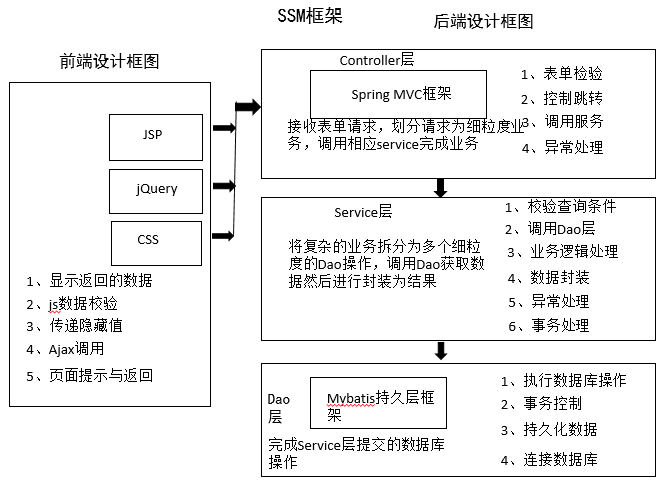 SSM框架
后端设计框图
前端设计框图
JSP
jQuery
CSS
1、显示返回的数据
2、js数据校验
3、传递隐藏值
4、Ajax调用
5、页面提示与返回
Controller层
Spring MVC框架
接收表单请求，划分请求为细粒度业
务，调用相应service完成业务
1、表单检验
2、控制跳转
3、调用服务
4、异常处理
Service层
将复杂的业务拆分为多个细粒
度的Dao操作，调用Dao获取数
据然后进行封装为结果
1、校验查询条件
2、调用Dao层
3、业务逻辑处理
4、数据封装
5、异常处理
6、事务处理
Dao
层
Mvbatis持久层框
架
完成Service层提交的数据库
操作
1、执行数据库操作
2、事务控制
3、持久化数据
4、连接数据库